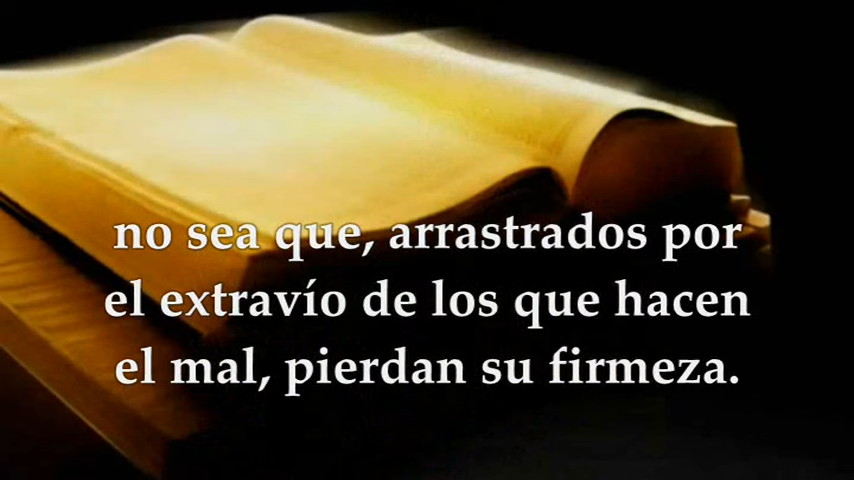 no sea que, arrastrados por
el extravío de los que hacen
el mal, pierdan su firmeza.